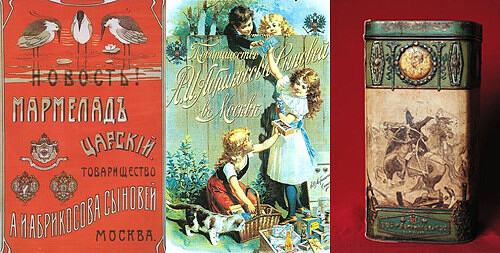 НОВОСТЬ!
МАРМЕЛАДЪ
ЦАРСКІЙ.
ТОВАРИЩЕСТВО
А.И.АБРИКОСОВА СЫНОВЕЙ
МОСКВА.
Товарищество
А.И.Абрикосова Сыновей
въ Москвѣ.